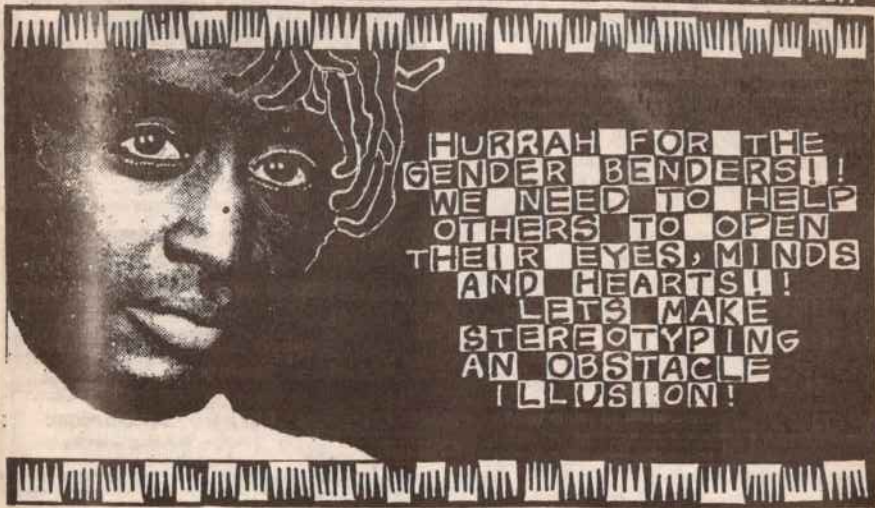 HURRAH FOR THE
GENDER BENDERS!!
WE NEED TO HELP
OTHERS TO OPEN
THEIR EYES, MINDS
AND HEARTS!!
LETS MAKE
STEREOTYPING
AN OBSTACLE
ILLUSION!